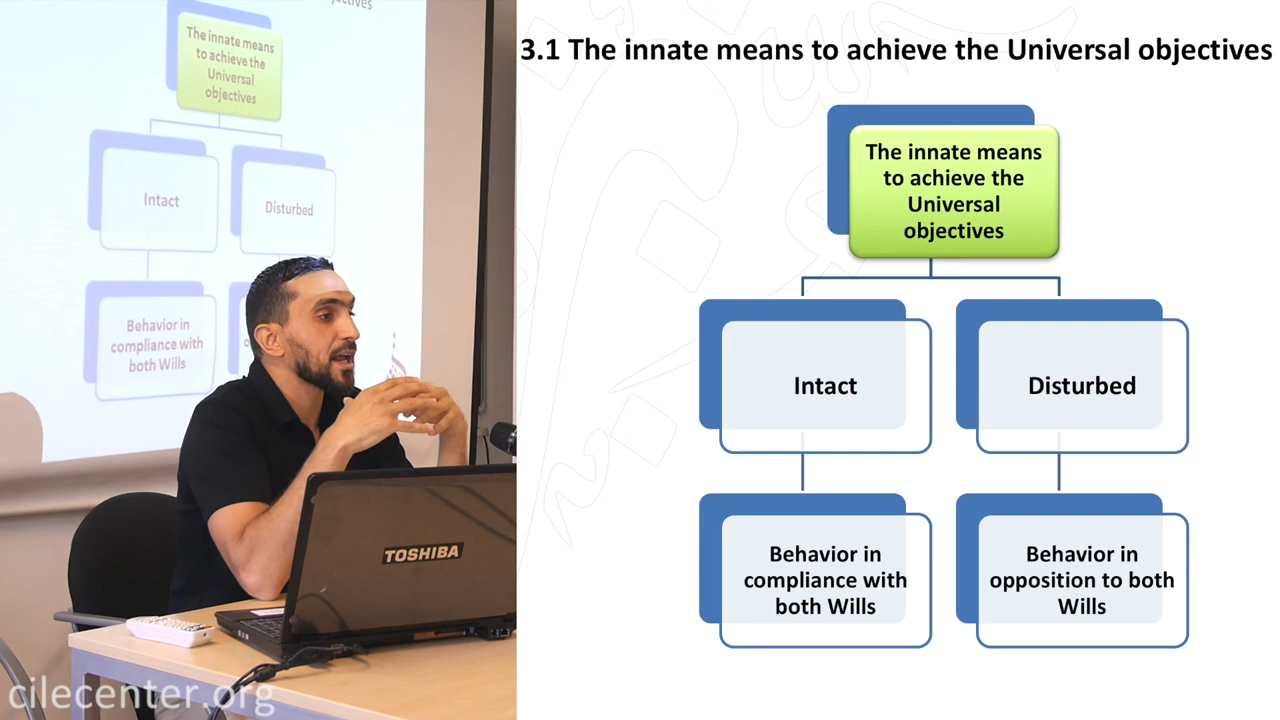 jectives
The innate means
to achieve the
Universal
objectives
Intact
Disturbed
Behavior in
compliance with
both Wills
o
TOSHIBA
cilecenter.org
3.1 The innate means to achieve the Universal objectives
The innate means
to achieve the
Universal
objectives
Intact
Disturbed
Behavior in
compliance with
both Wills
Behavior in
opposition to both
Wills